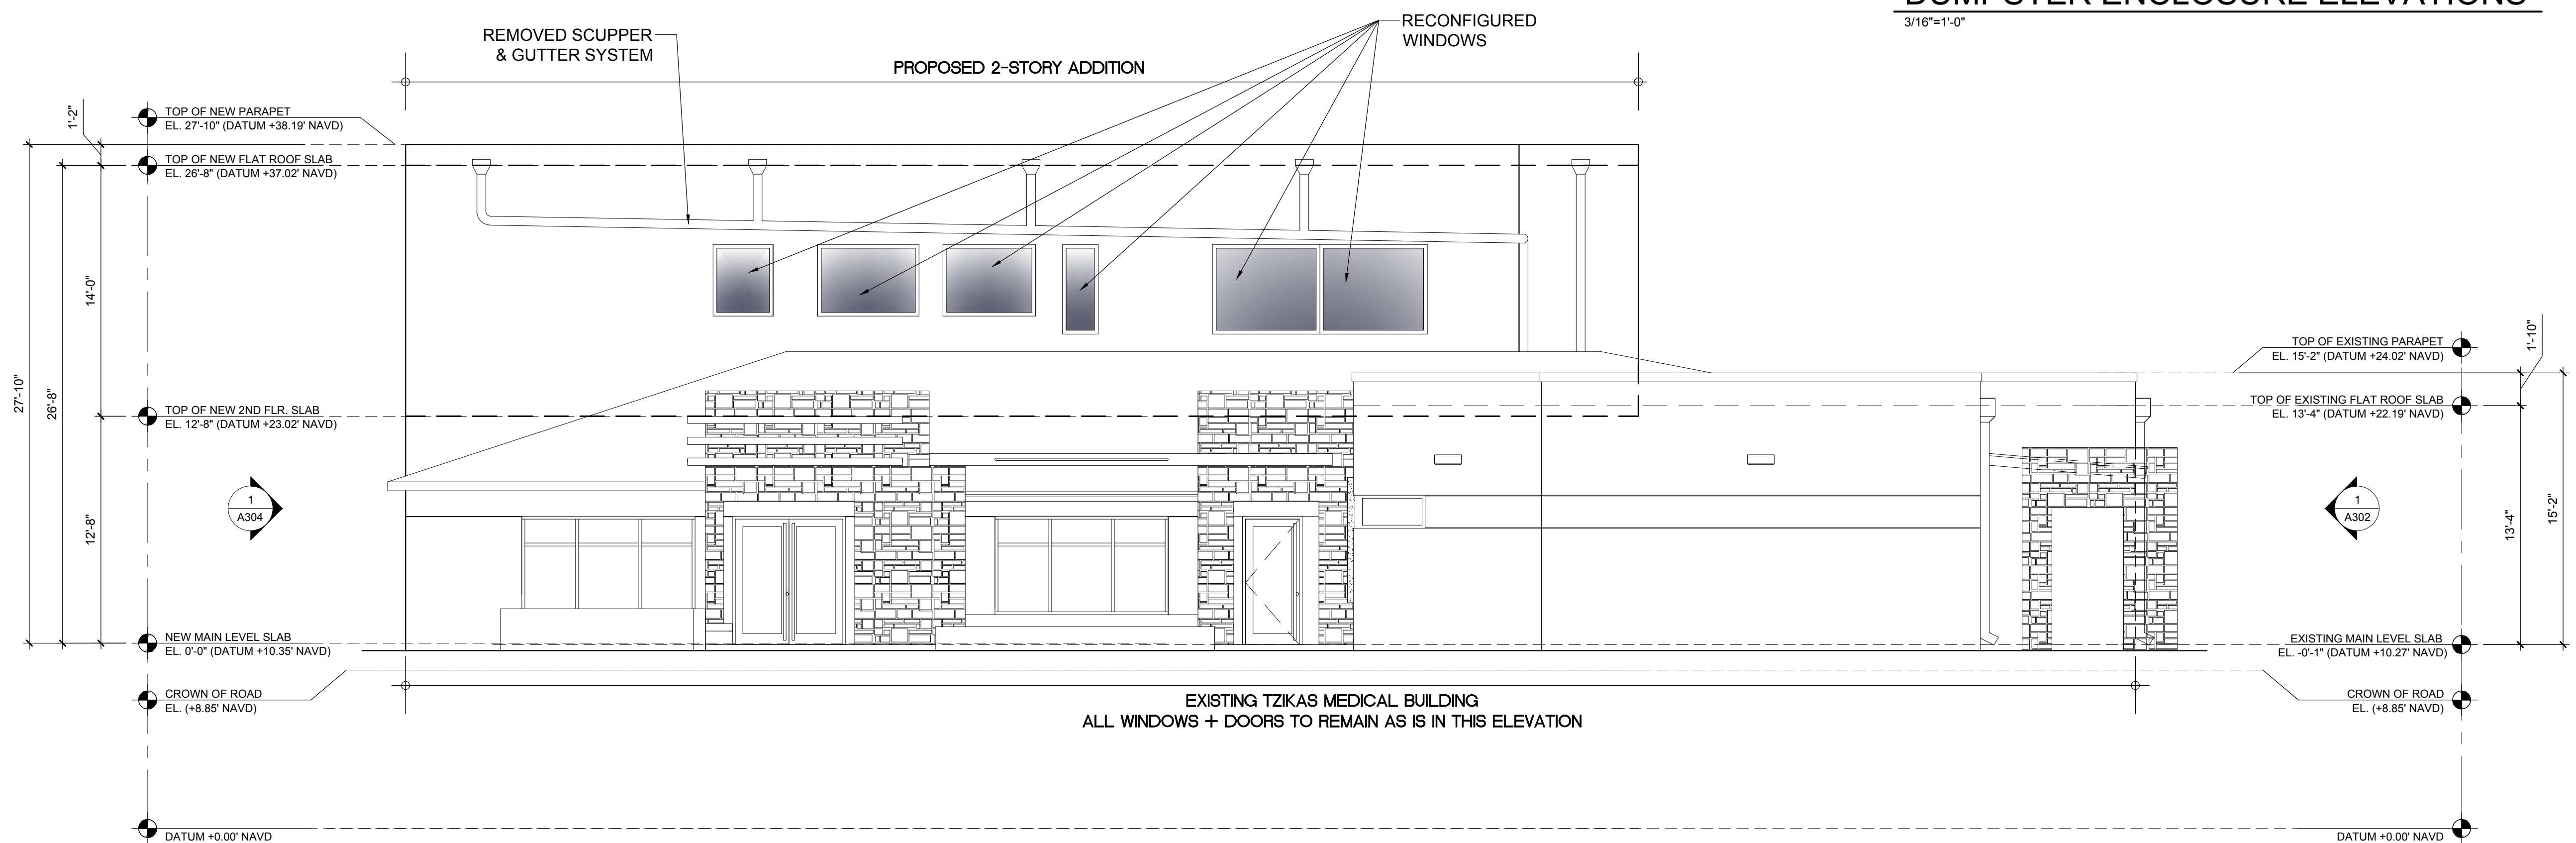 3/16"=1'-0"
REMOVED SCUPPER
& GUTTER SYSTEM
RECONFIGURED
WINDOWS
PROPOSED 2-STORY ADDITION
1'-2"
TOP OF NEW PARAPET
EL. 27'-10" (DATUM +38.19' NAVD)
TOP OF NEW FLAT ROOF SLAB
EL. 26'-8" (DATUM +37.02' NAVD)
14'-0"
27'-10"
26'-8"
TOP OF NEW 2ND FLR. SLAB
EL. 12'-8" (DATUM +23.02' NAVD)
1
A304
12'-8"
NEW MAIN LEVEL SLAB
EL. 0'-0" (DATUM +10.35' NAVD)
CROWN OF ROAD
EL. (+8.85' NAVD)
DATUM +0.00' NAVD
EXISTING TZIKAS MEDICAL BUILDING
ALL WINDOWS + DOORS TO REMAIN AS IS IN THIS ELEVATION
TOP OF EXISTING PARAPET
EL. 15'-2" (DATUM +24.02' NAVD)
1'-10"
TOP OF EXISTING FLAT ROOF SLAB
EL. 13'-4" (DATUM +22.19' NAVD)
1
A302
13'-4"
15'-2"
EXISTING MAIN LEVEL SLAB
EL. -0'-1" (DATUM +10.27' NAVD)
CROWN OF ROAD
EL. (+8.85' NAVD)
DATUM +0.00' NAVD